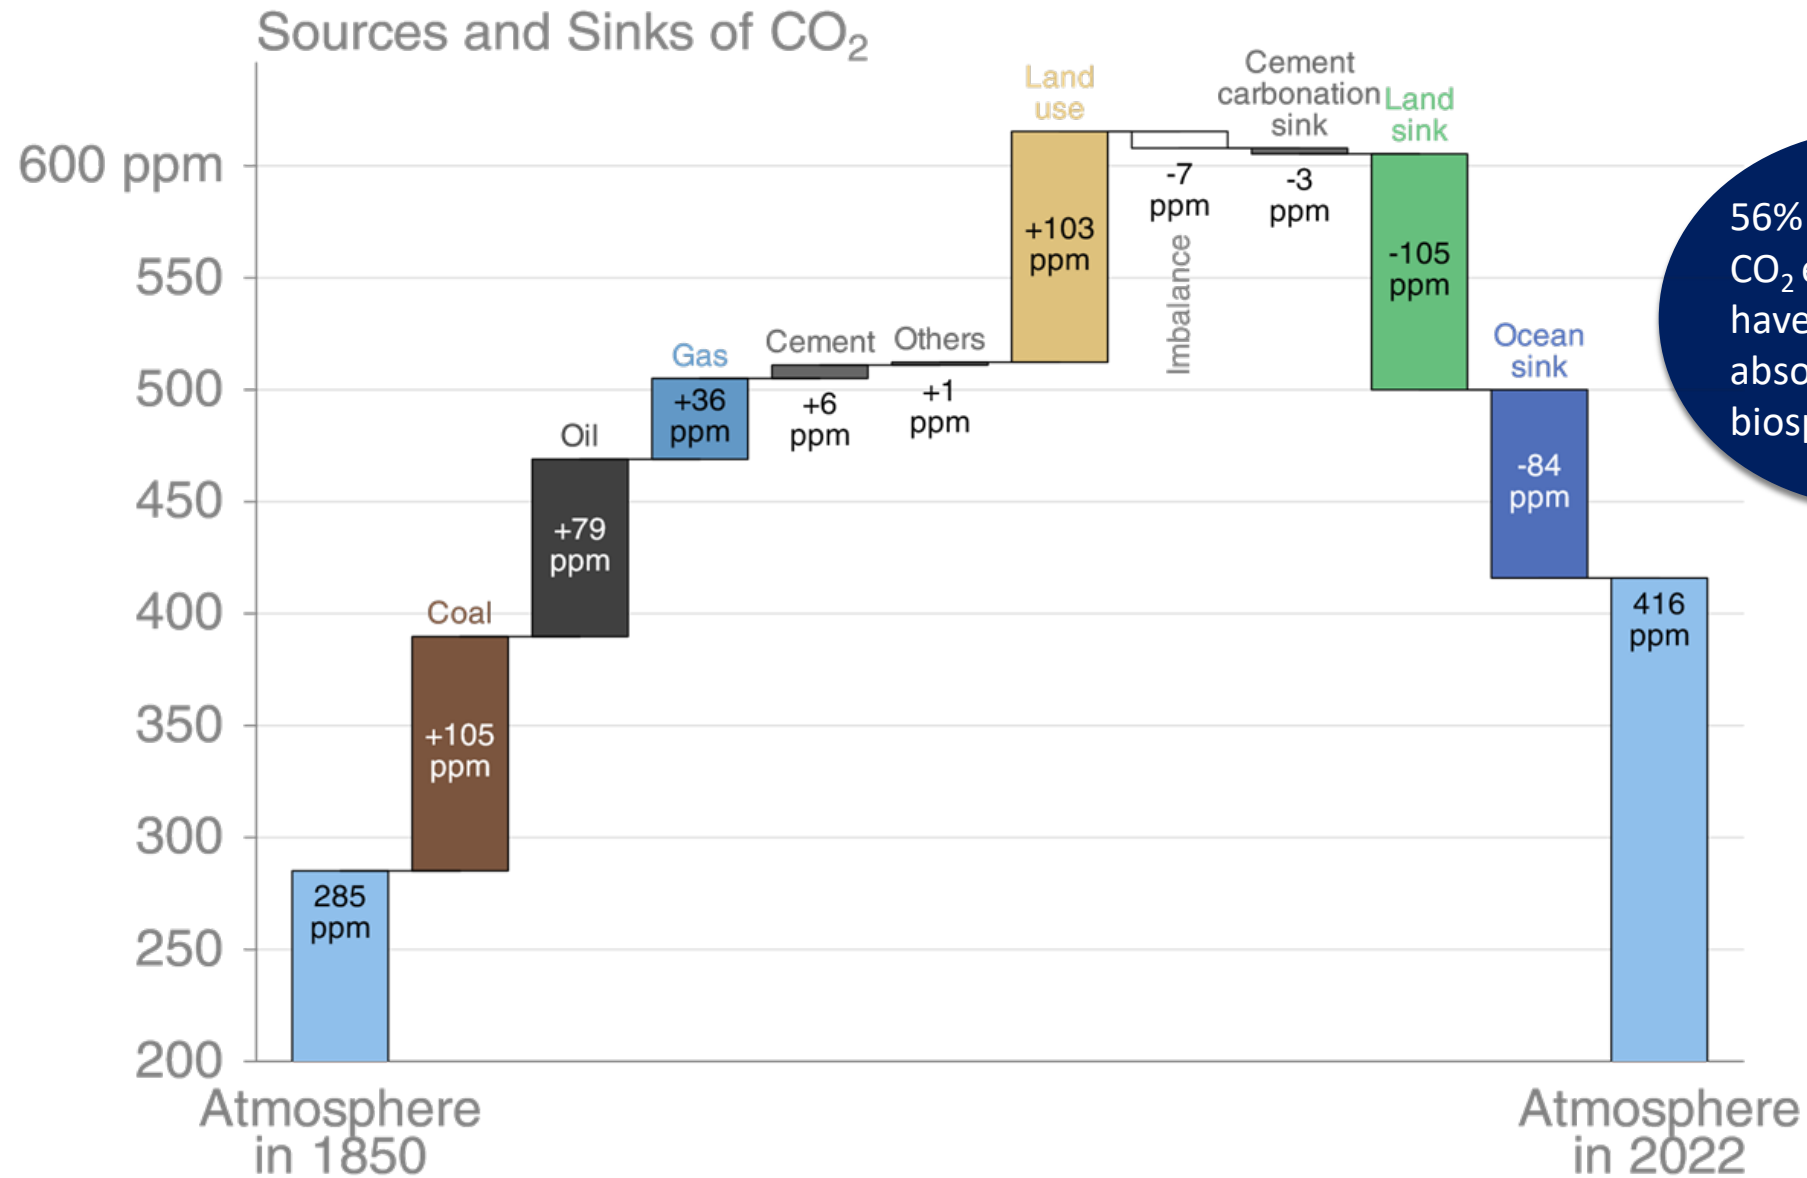 Sources and Sinks of CO₂
600 ppm
550
500
450
400
350
300
250
200
285
ppm
Atmosphere
in 1850
Coal
+105
ppm
Oil
+79
ppm
Gas
+36
ppm
Cement
+6
ppm
Others
+1
ppm
Land
use
+103
ppm
-7
ppm
Imbalance
Cement
carbonation
sink
-3
ppm
Land
sink
-105
ppm
Ocean
sink
-84
ppm
416
ppm
Atmosphere
in 2022
56%
CO₂
have